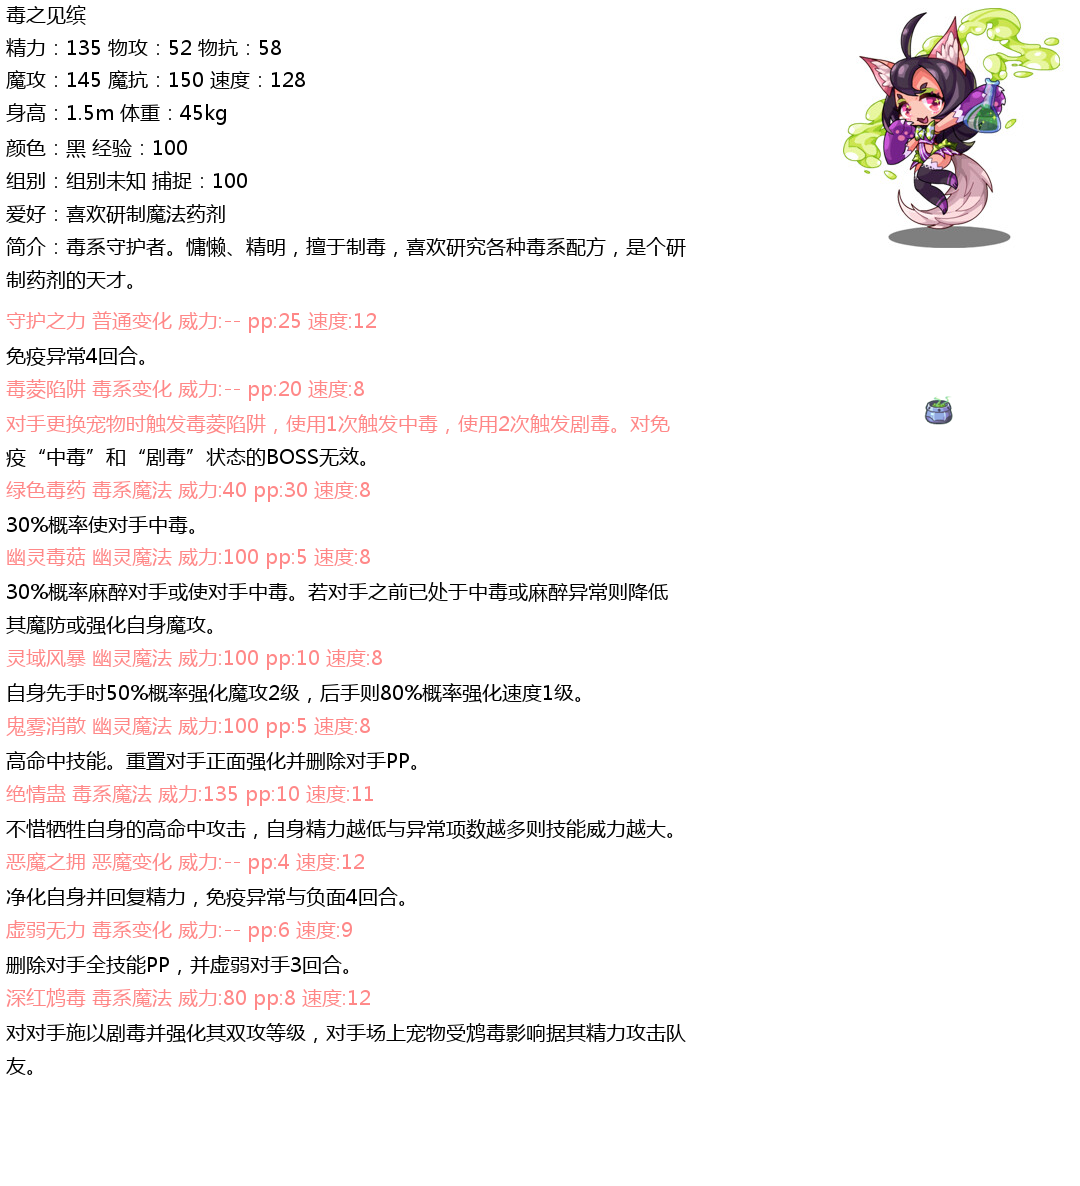 毒之见缤
精力：135 物攻：52 物抗：58
魔攻：145 魔抗：150 速度：128
身高：1.5m 体重：45kg
颜色：黑 经验：100
组别：组别未知 捕捉：100
爱好：喜欢研制魔法药剂
简介：毒系守护者。慵懒、精明，擅于制毒，喜欢研究各种毒系配方，是个研
制药剂的天才。
守护之力 普通变化 威力:-- pp:25 速度:12
免疫异常4回合。
毒菱陷阱 毒系变化 威力:-- pp:20 速度:8
对手更换宠物时触发毒菱陷阱，使用1次触发中毒，使用2次触发剧毒。对免
疫“中毒”和“剧毒”状态的BOSS无效。
绿色毒药 毒系魔法 威力:40 pp:30 速度:8
30%概率使对手中毒。
幽灵毒菇 幽灵魔法 威力:100 pp:5 速度:8
30%概率麻醉对手或使对手中毒。若对手之前已处于中毒或麻醉异常则降低
其魔防或强化自身魔攻。
灵域风暴 幽灵魔法 威力:100 pp:10 速度:8
自身先手时50%概率强化魔攻2级，后手则80%概率强化速度1级。
鬼雾消散 幽灵魔法 威力:100 pp:5 速度:8
高命中技能。重置对手正面强化并删除对手PP。
绝情蛊 毒系魔法 威力:135 pp:10 速度:11
不惜牺牲自身的高命中攻击，自身精力越低与异常项数越多则技能威力越大。
恶魔之拥 恶魔变化 威力:-- pp:4 速度:12
净化自身并回复精力，免疫异常与负面4回合。
虚弱无力 毒系变化 威力:-- pp:6 速度:9
删除对手全技能PP，并虚弱对手3回合。
深红鸩毒 毒系魔法 威力:80 pp:8 速度:12
对对手施以剧毒并强化其双攻等级，对手场上宠物受鸩毒影响据其精力攻击队
友。